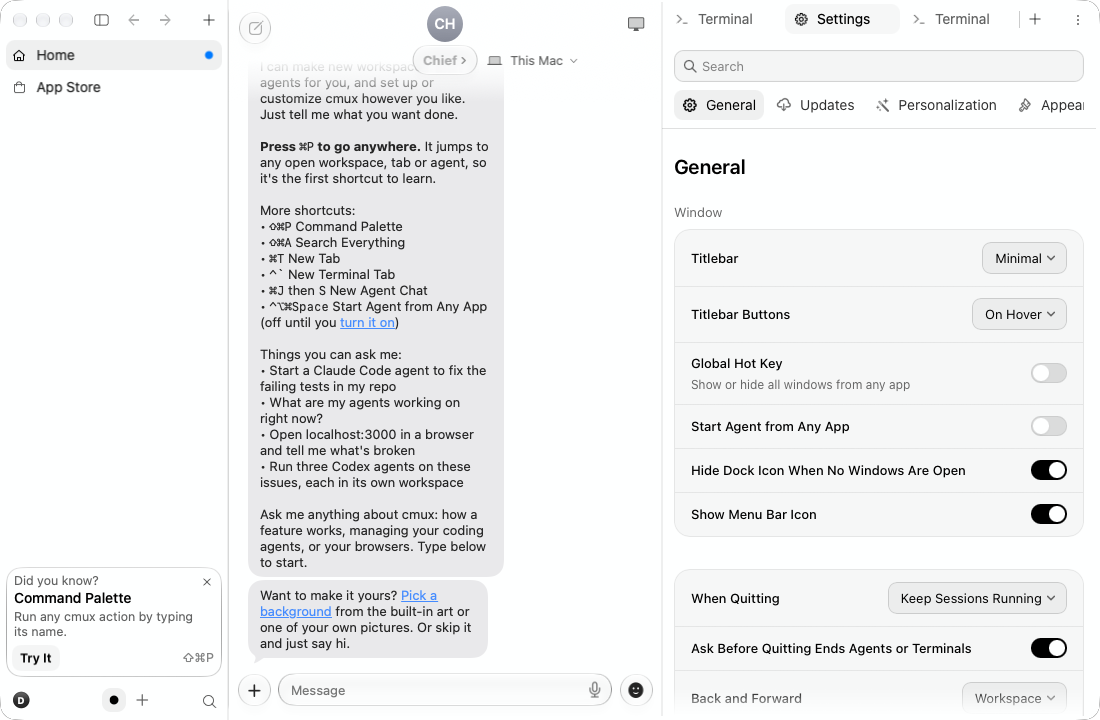 Home
App Store
Did you know?
Command Palette
Run any cmux action by typing
its name.
Try It
⇧⌘P
D
CH
Chief ›
This Mac
I can make new workspaces
agents for you, and set up or
customize cmux however you like.
Just tell me what you want done.
Press ⌘P to go anywhere. It jumps to
any open workspace, tab or agent, so
it's the first shortcut to learn.
More shortcuts:
• ⇧⌘P Command Palette
• ⇧⌘A Search Everything
• ⌘T New Tab
• ^` New Terminal Tab
• ⌘J then S New Agent Chat
• ^⌥⌘Space Start Agent from Any App
(off until you turn it on)
Things you can ask me:
• Start a Claude Code agent to fix the
failing tests in my repo
• What are my agents working on
right now?
• Open localhost:3000 in a browser
and tell me what's broken
• Run three Codex agents on these
issues, each in its own workspace
Ask me anything about cmux: how a
feature works, managing your coding
agents, or your browsers. Type below
to start.
Want to make it yours? Pick a
background from the built-in art or
one of your own pictures. Or skip it
and just say hi.
Message
Terminal
Settings
Terminal
Search
General
Updates
Personalization
Appear
General
Window
Titlebar
Minimal
Titlebar Buttons
On Hover
Global Hot Key
Show or hide all windows from any app
Start Agent from Any App
Hide Dock Icon When No Windows Are Open
Show Menu Bar Icon
When Quitting
Keep Sessions Running
Ask Before Quitting Ends Agents or Terminals
Back and Forward
Workspace